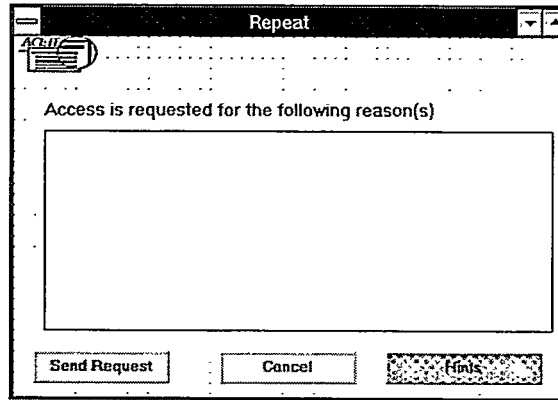 Repeat
Access is requested for the following reason(s)
Send Request
Cancel
Hints